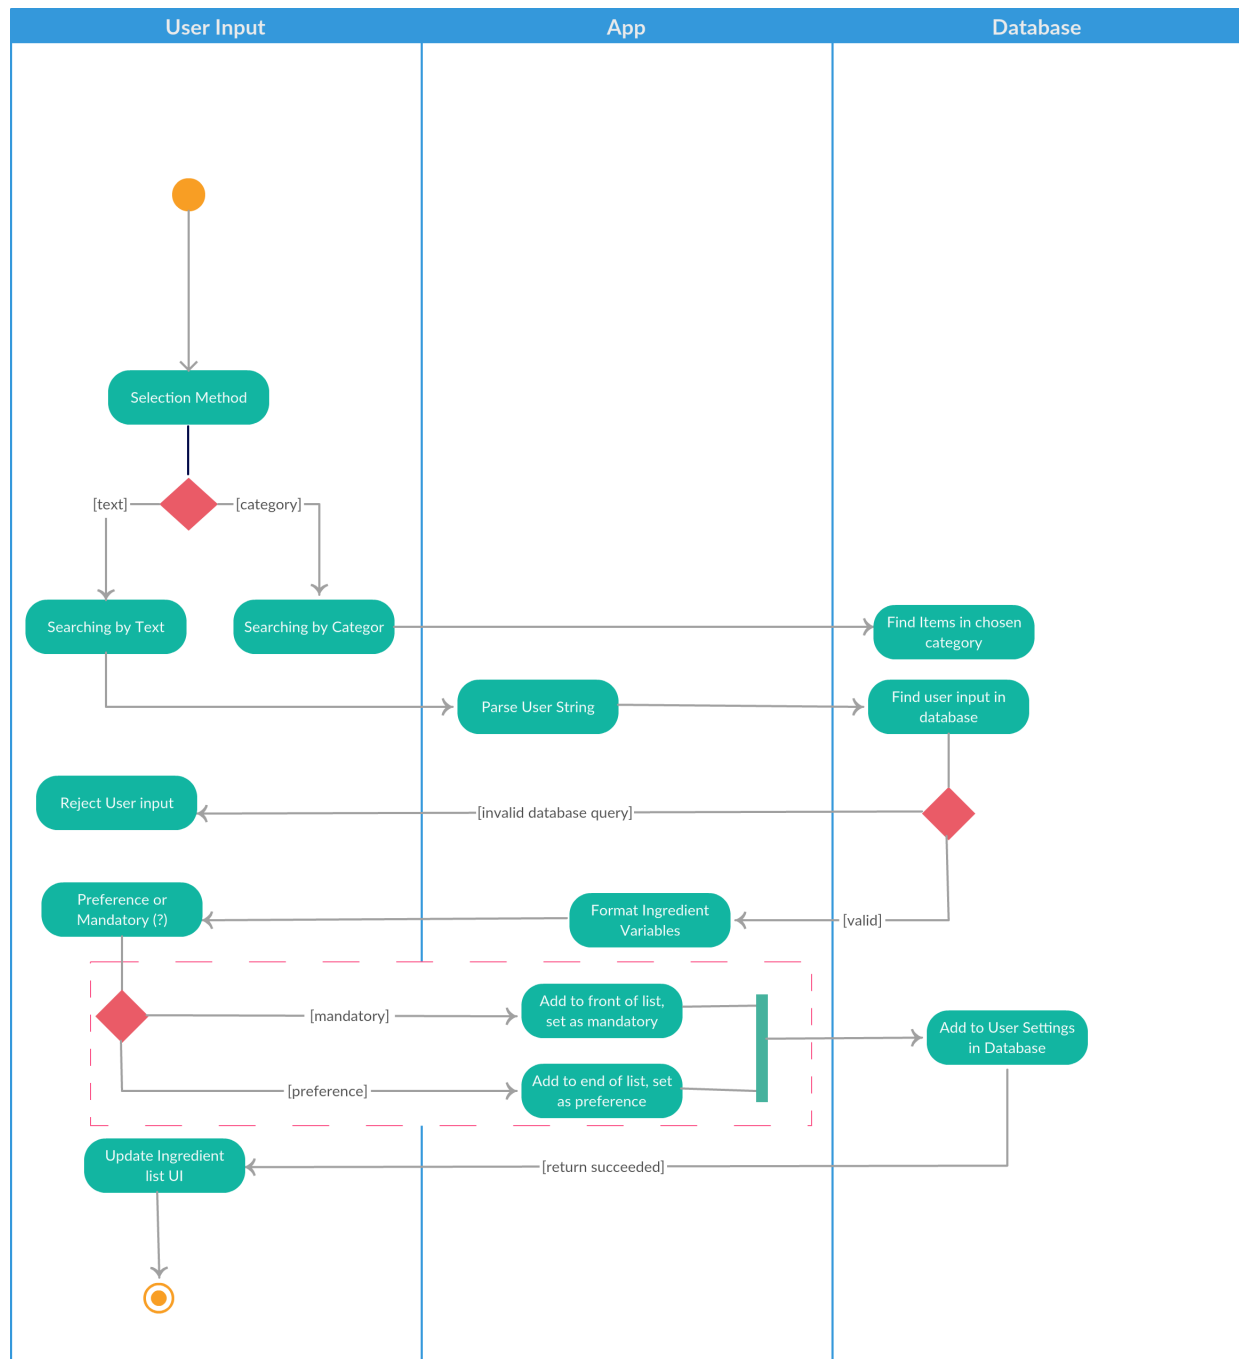 User Input
App
Database
Selection Method
[text]
[category]
Searching by Text
Searching by Categor
Find Items in chosen
category
Parse User String
Find user input in
database
Reject User input
[invalid database query]
Preference or
Mandatory (?)
Format Ingredient
Variables
[valid]
[mandatory]
Add to front of list,
set as mandatory
Add to User Settings
in Database
[preference]
Add to end of list, set
as preference
Update Ingredient
list UI
[return succeeded]